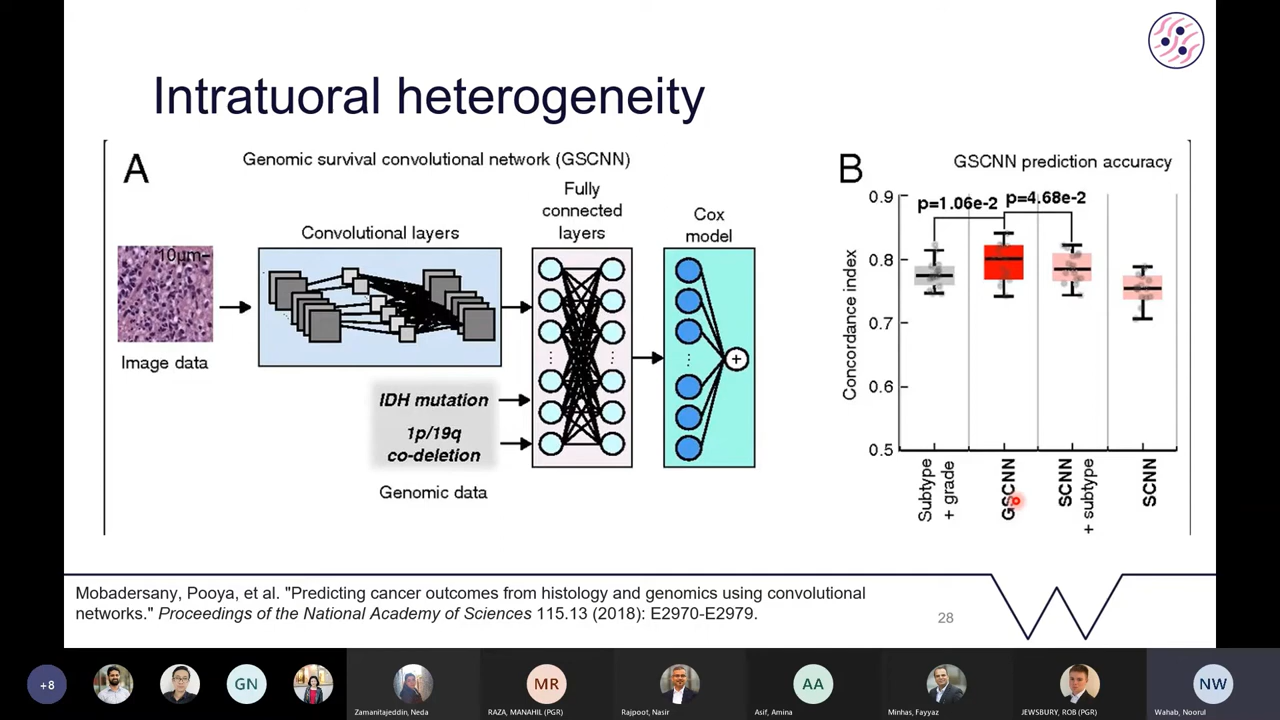 Intratuoral heterogeneity
A
Genomic survival convolutional network (GSCNN)
Fully
connected
layers
Convolutional layers
Cox
model
10µm
Image data
IDH mutation
1p/19q
co-deletion
Genomic data
B
GSCNN prediction accuracy
p=1.06e-2
p=4.68e-2
Concordance index
0.9
0.8
0.7
0.6
0.5
Subtype
+ grade
GSCNN
SCNN
+ subtype
SCNN
Mobadersany, Pooya, et al. "Predicting cancer outcomes from histology and genomics using convolutional
networks." Proceedings of the National Academy of Sciences 115.13 (2018): E2970-E2979.
28
+8
GN
Zamanitajeddin, Neda
MR
RAZA, MANAHIL (PGR)
Rajpoot, Nasir
AA
Asif, Amina
Minhas, Fayyaz
JEWSBURY, ROB (PGR)
NW
Wahab, Noorul